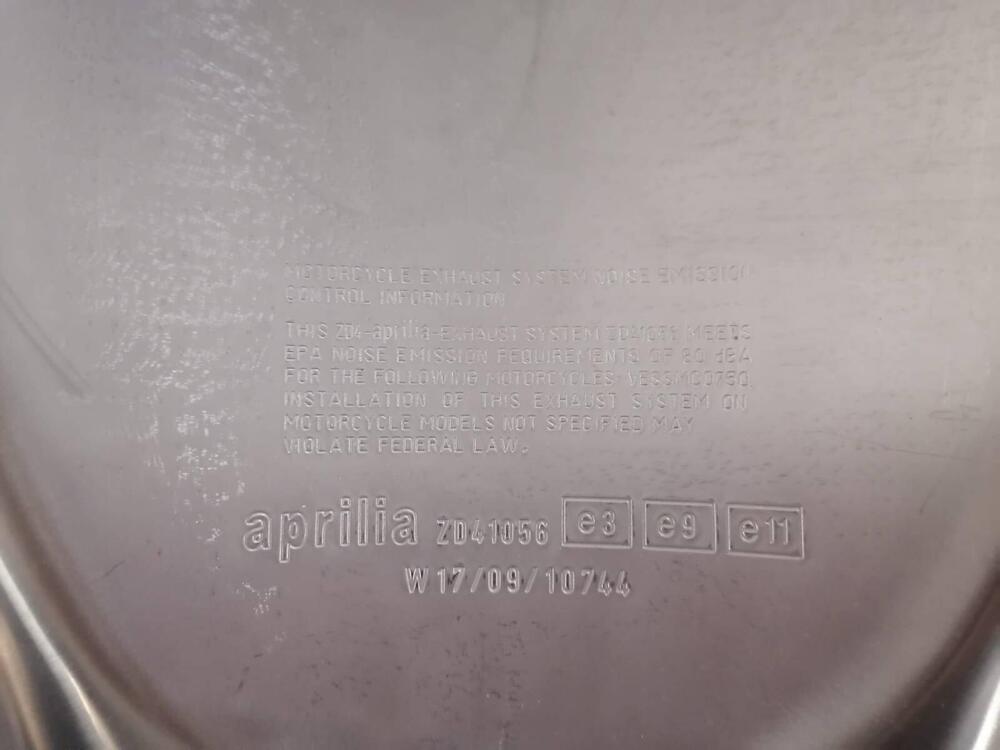 MOTORCYCLE EXHAUST SYSTEM NOISE EMISSION
CONTROL INFORMATION
THIS ZD4-aprilia-EXHAUST SYSTEM ZD41056 MEETS
EPA NOISE EMISSION REQUIREMENTS OF 80 dBA
FOR THE FOLLOWING MOTORCYCLES:
INSTALLATION OF THIS EXHAUST SYSTEM ON
MOTORCYCLE MODELS NOT SPECIFIED MAY
VIOLATE FEDERAL LAW.
aprilia ZD41056 e3 e9 e11
W17/09/10744